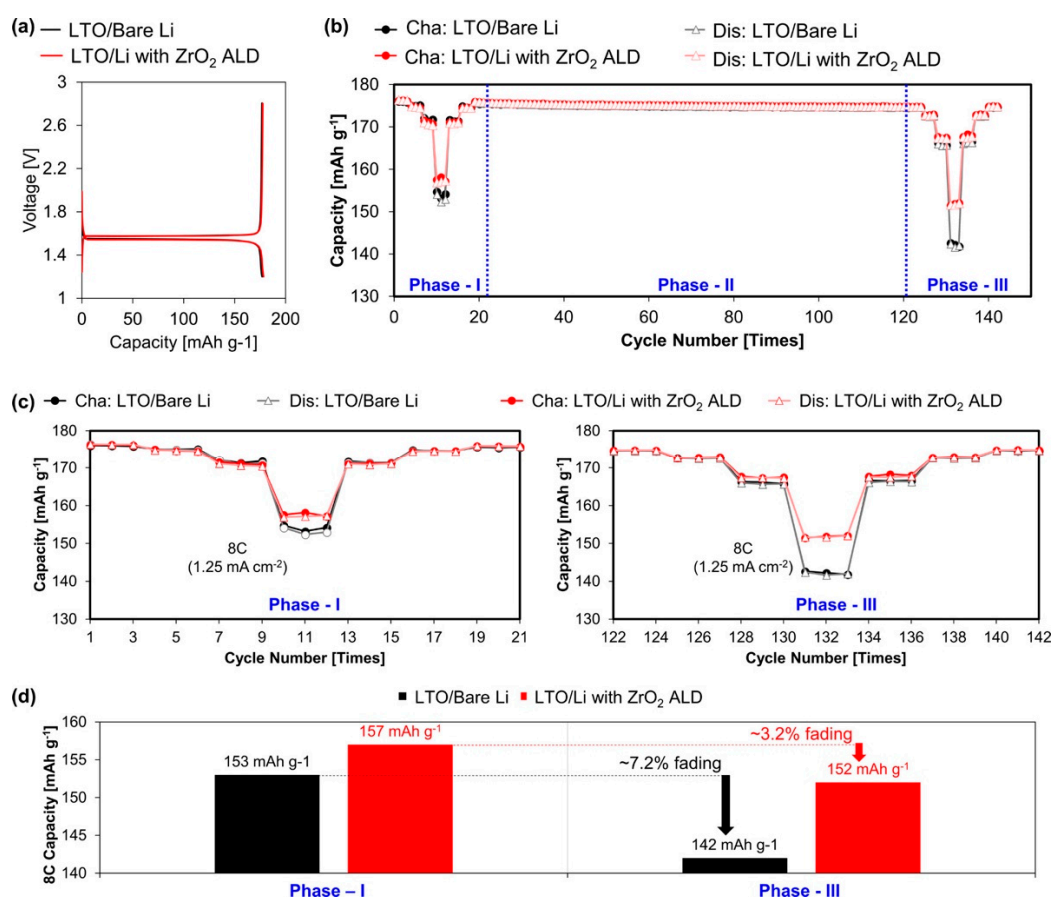 (a)
LTO/Bare Li
LTO/Li with ZrO₂ ALD
3
2.6
2.2
1.8
1.4
1
Voltage [V]
0 50 100 150 200
Capacity [mAh g-1]
(b)
Cha: LTO/Bare Li Dis: LTO/Bare Li
Cha: LTO/Li with ZrO₂ ALD Dis: LTO/Li with ZrO₂ ALD
180
170
160
150
140
130
Capacity [mAh g⁻¹]
Phase - I Phase - II Phase - III
0 20 40 60 80 100 120 140
Cycle Number [Times]
(c)
Cha: LTO/Bare Li Dis: LTO/Bare Li Cha: LTO/Li with ZrO₂ ALD Dis: LTO/Li with ZrO₂ ALD
180
170
160
150
140
130
Capacity [mAh g⁻¹]
8C
(1.25 mA cm⁻²)
Phase - I
1 3 5 7 9 11 13 15 17 19 21
Cycle Number [Times]
180
170
160
150
140
130
Capacity [mAh g⁻¹]
8C
(1.25 mA cm⁻²)
Phase - III
122 124 126 128 130 132 134 136 138 140 142
Cycle Number [Times]
(d)
LTO/Bare Li LTO/Li with ZrO₂ ALD
160
155
150
145
140
8C Capacity [mAh g⁻¹]
153 mAh g-1
157 mAh g⁻¹
~7.2% fading
~3.2% fading
142 mAh g-1
152 mAh g⁻¹
Phase – I Phase - III